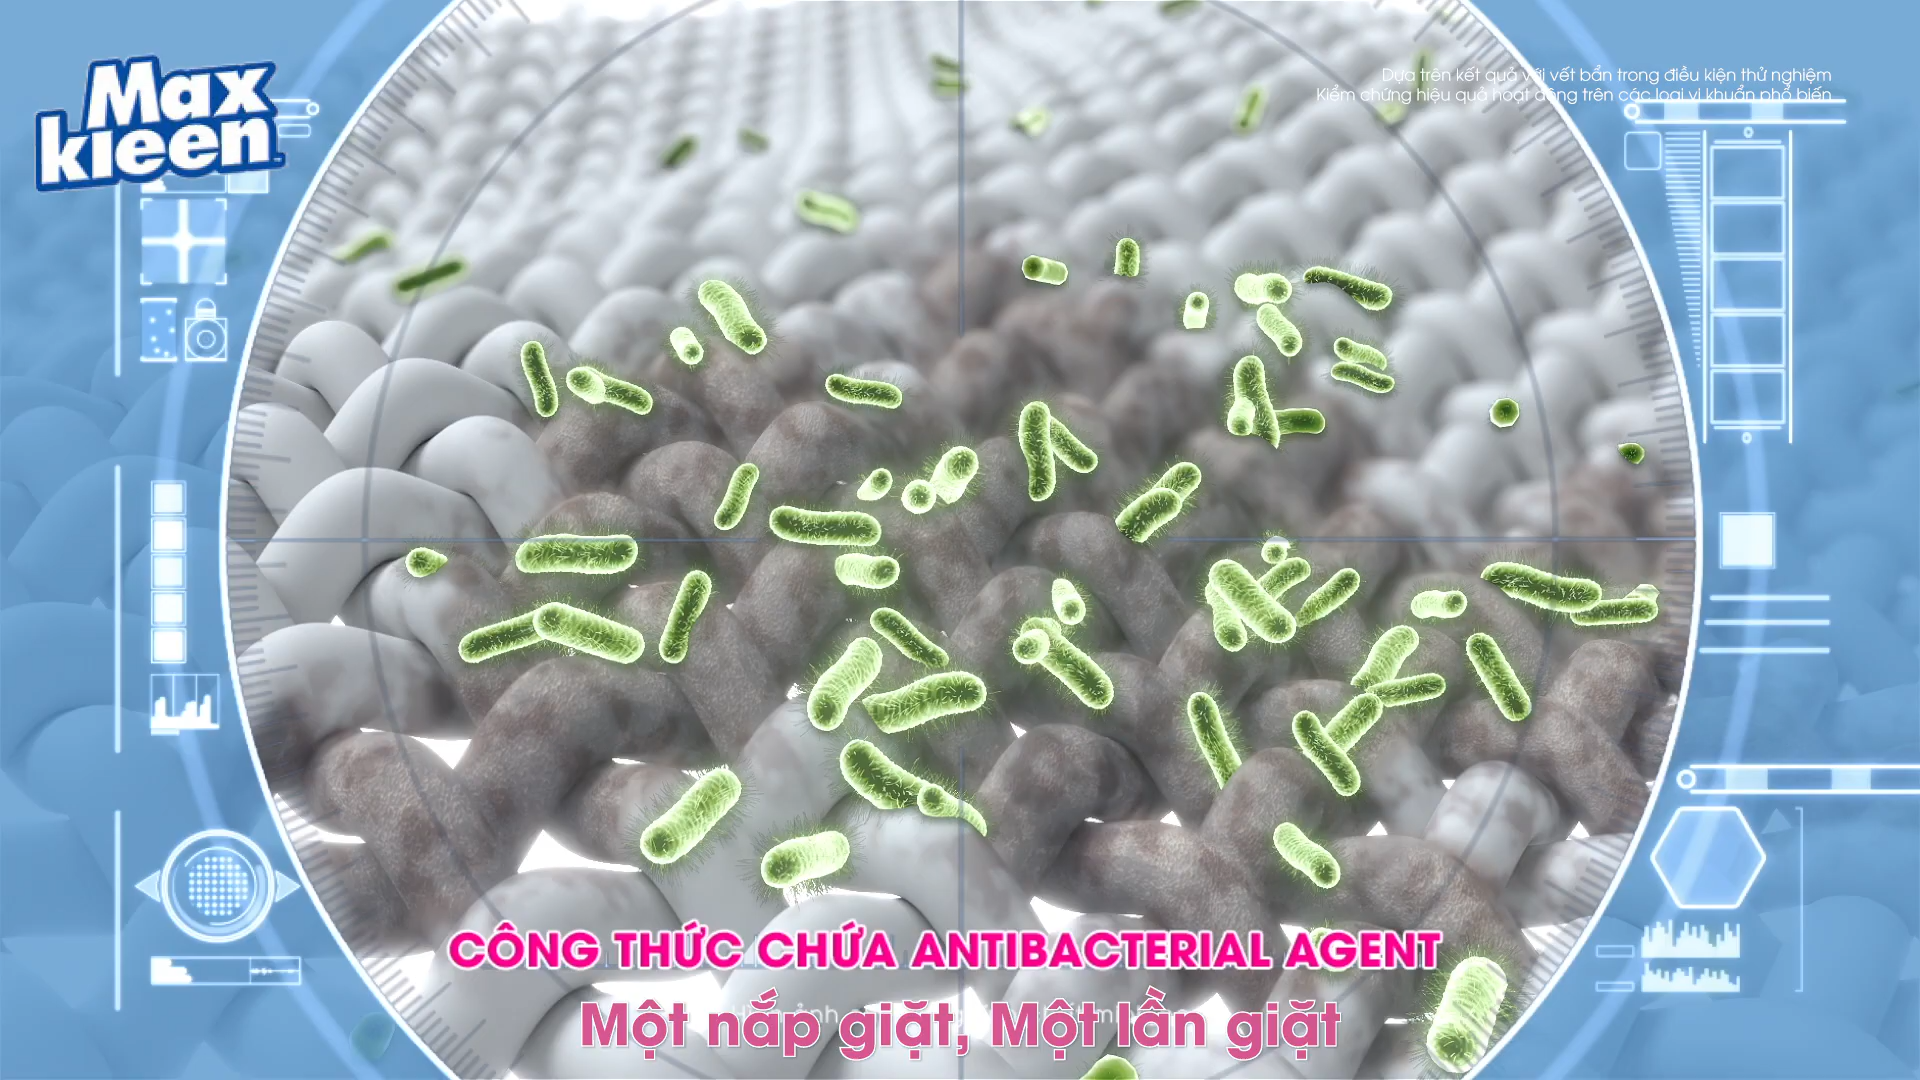 Max
kleen
Dựa trên kết quả với vết bẩn trong điều kiện thử nghiệm
Kiểm chứng hiệu quả hoạt động trên các loại vi khuẩn phổ biến
CÔNG THỨC CHỨA ANTIBACTERIAL AGENT
Một nắp giặt, Một lần giặt